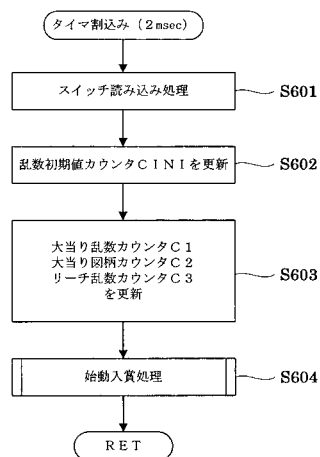 タイマ割込み（２msec）
スイッチ読み込み処理
S601
乱数初期値カウンタＣＩＮＩを更新
S602
大当り乱数カウンタＣ１
大当り図柄カウンタＣ２
リーチ乱数カウンタＣ３
を更新
S603
始動入賞処理
S604
ＲＥＴ